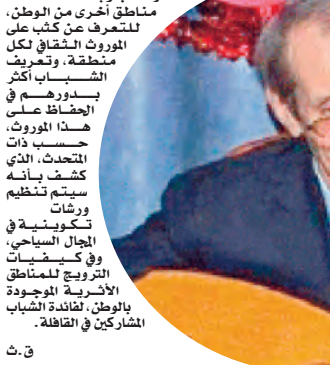 مناطق أخرى من الوطن،
للتعرف عن كثب على
الموروث الثقافي لكل
منطقة، وتعريف
الشباب أكثر
بدورهم في
الحفاظ على
هذا الموروث،
حسب ذات
المتحدث، الذي
كشف بأنه
سيتم تنظيم
ورشات
تكوينية في
المجال السياحي،
وفي كيفيات
الترويج للمناطق
الأثرية الموجودة
بالوطن، لفائدة الشباب
المشاركين في القافلة.
ق.ث